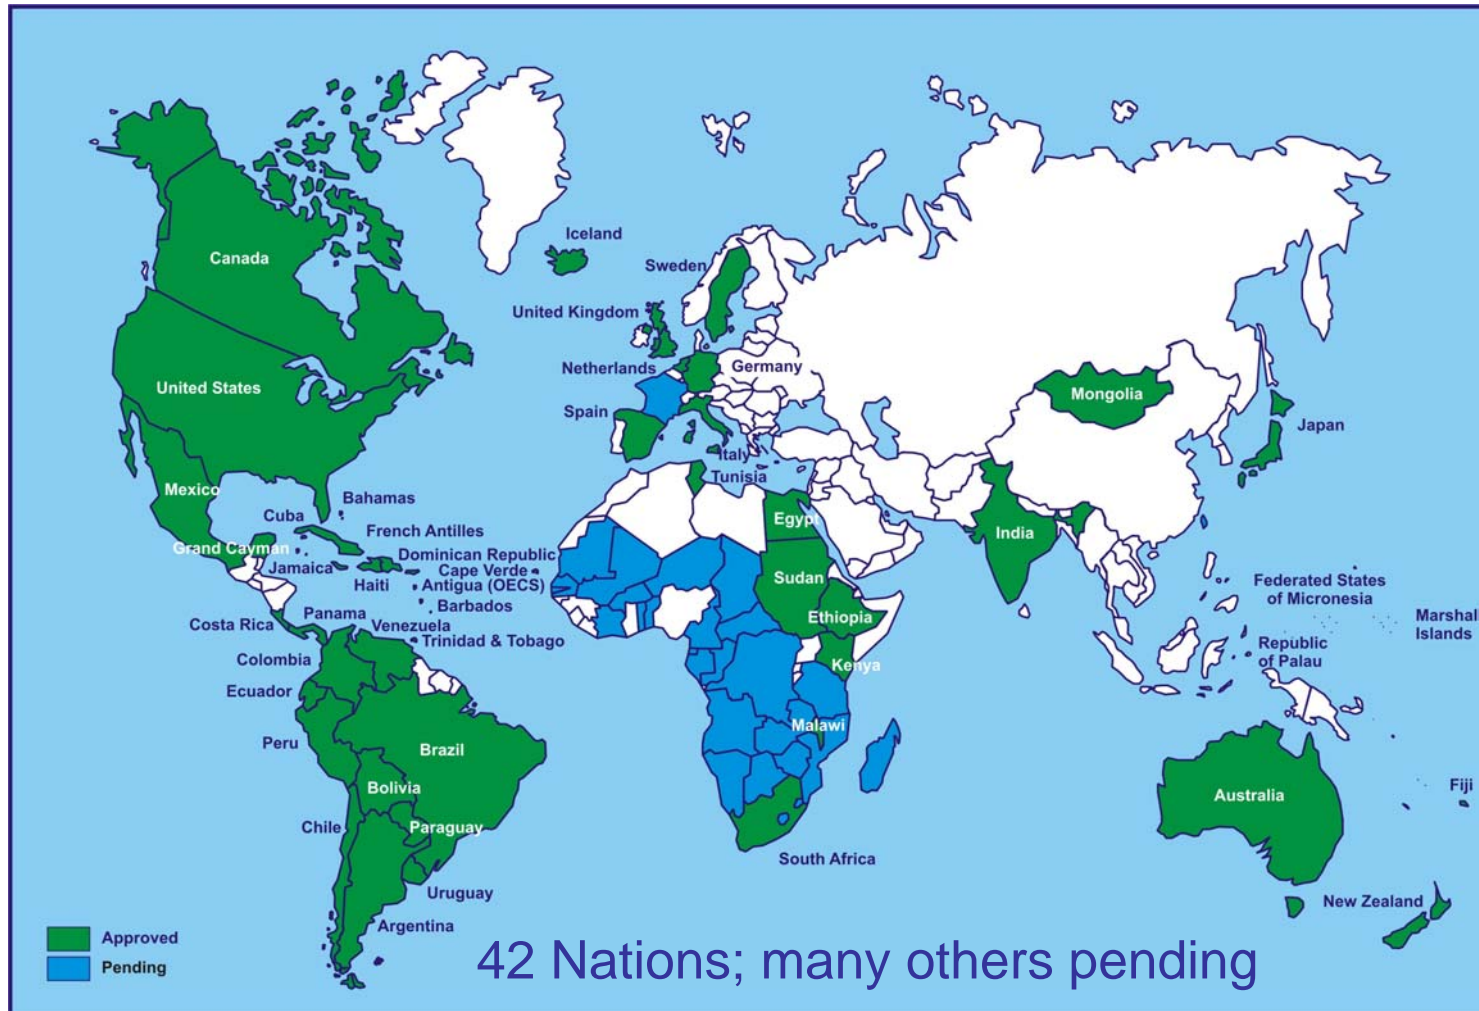 Iceland
Canada
Sweden
United Kingdom
Netherlands
Germany
United States
Mongolia
Spain
Japan
Italy
Tunisia
Mexico
Bahamas
Cuba
Egypt
French Antilles
India
Grand Cayman
Dominican Republic
Jamaica
Cape Verde
Sudan
Haiti
Antigua (OECS)
Federated States
of Micronesia
Barbados
Panama
Ethiopia
Marshall
Islands
Costa Rica
Venezuela
Trinidad & Tobago
Republic
of Palau
Colombia
Kenya
Ecuador
Malawi
Peru
Brazil
Bolivia
Fiji
Australia
Chile
Paraguay
South Africa
Uruguay
New Zealand
Argentina
Approved
Pending
42 Nations; many others pending